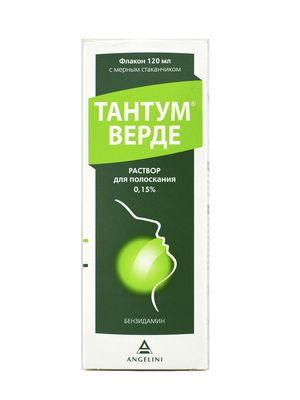 Флакон 120 мл
с мерным стаканчиком
ТАНТУМ®
ВЕРДЕ
РАСТВОР
для полоскания
0,15%
БЕНЗИДАМИН
ANGELINI